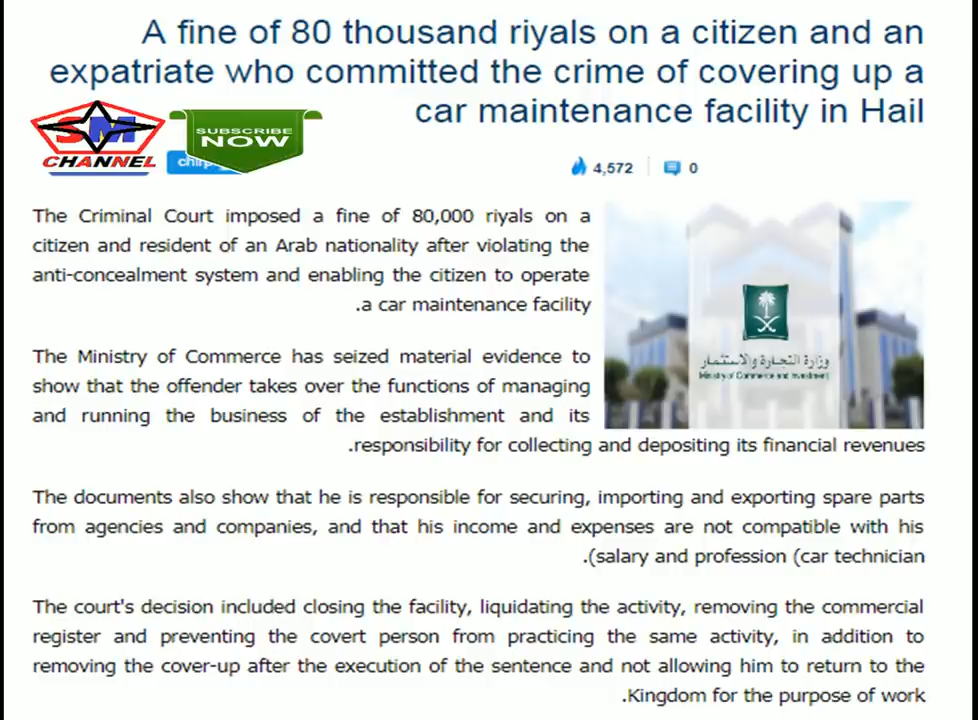 A fine of 80 thousand riyals on a citizen and an
expatriate who committed the crime of covering up a
car maintenance facility in Hail
SM
CHANNEL
SUBSCRIBE
NOW
4,572
0
The Criminal Court imposed a fine of 80,000 riyals on a
citizen and resident of an Arab nationality after violating the
anti-concealment system and enabling the citizen to operate
.a car maintenance facility
وزارة التجارة والاستثمار
Ministry of Commerce and Investment
The Ministry of Commerce has seized material evidence to
show that the offender takes over the functions of managing
and running the business of the establishment and its
.responsibility for collecting and depositing its financial revenues
The documents also show that he is responsible for securing, importing and exporting spare parts
from agencies and companies, and that his income and expenses are not compatible with his
.(salary and profession (car technician
The court's decision included closing the facility, liquidating the activity, removing the commercial
register and preventing the covert person from practicing the same activity, in addition to
removing the cover-up after the execution of the sentence and not allowing him to return to the
.Kingdom for the purpose of work